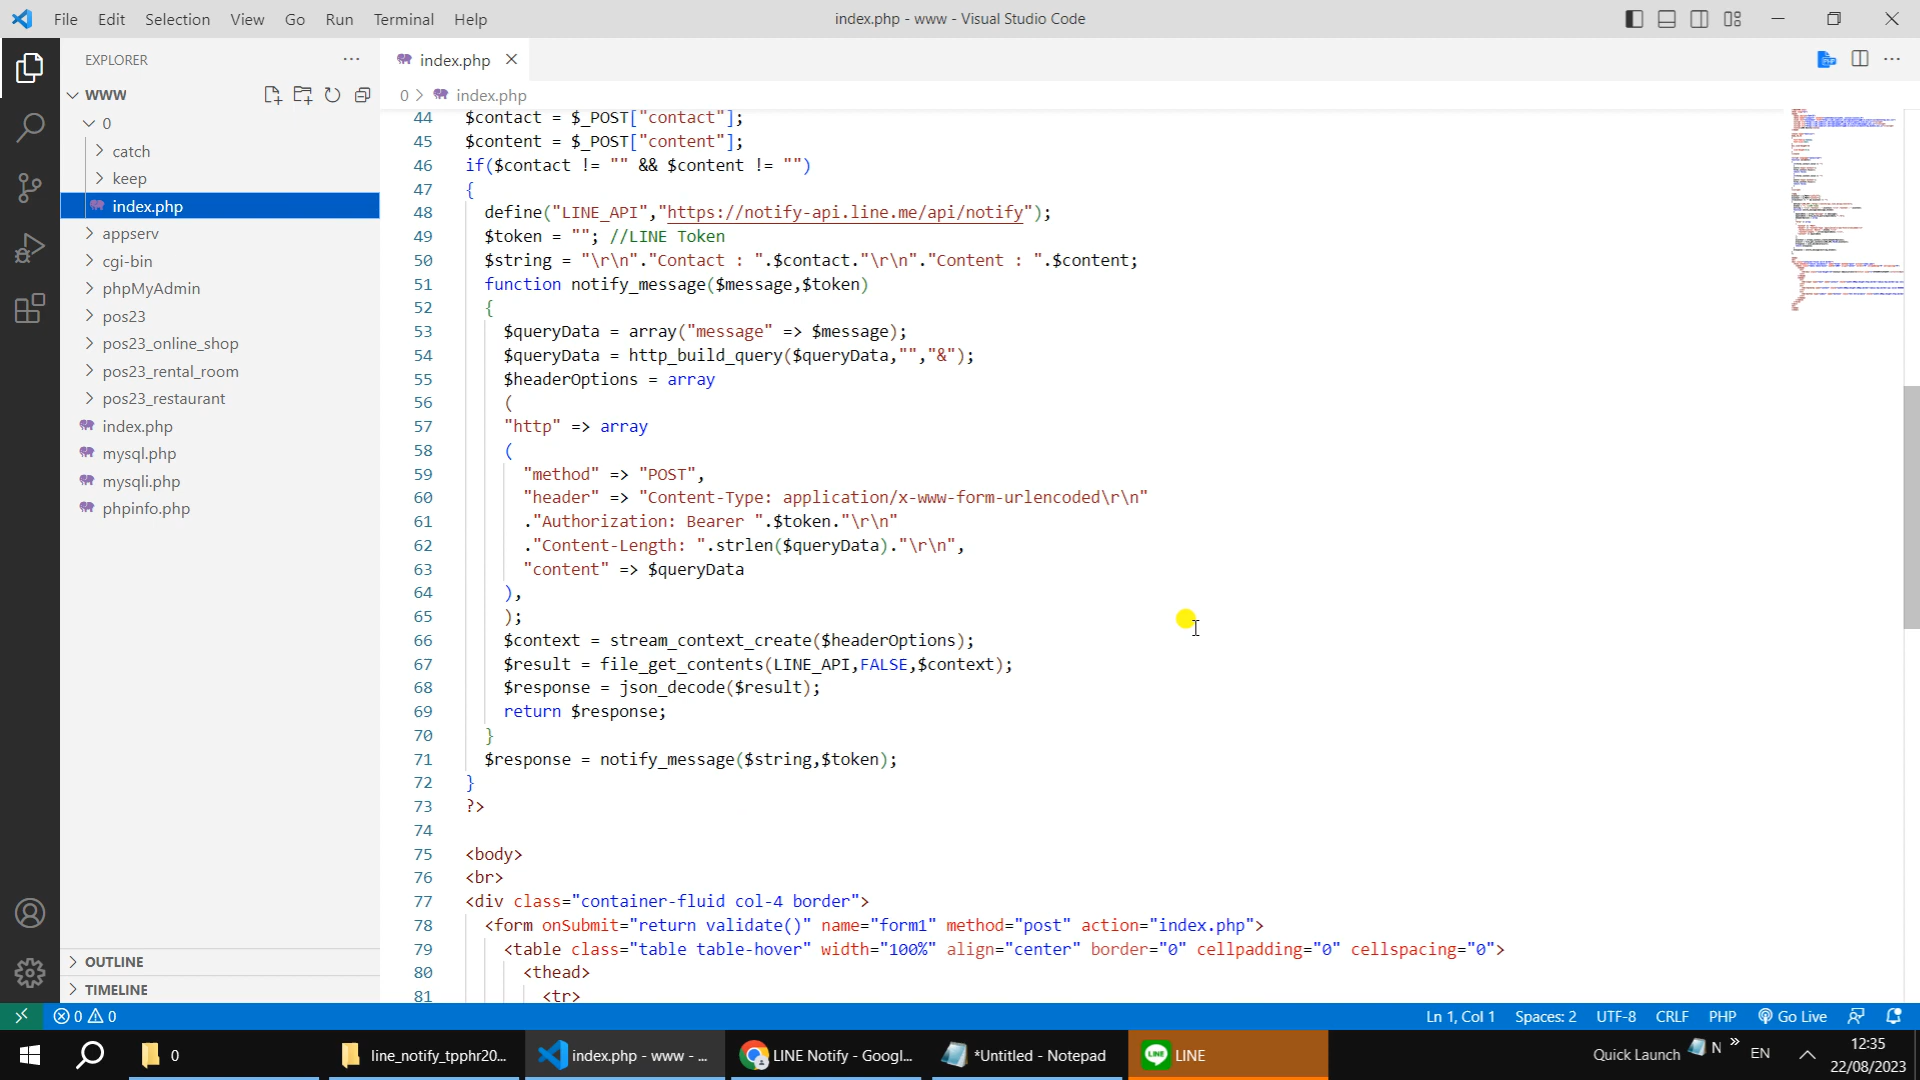 File Edit Selection View Go Run Terminal Help
index.php - www - Visual Studio Code
EXPLORER
WWW
0
catch
keep
index.php
appserv
cgi-bin
phpMyAdmin
pos23
pos23_online_shop
pos23_rental_room
pos23_restaurant
index.php
mysql.php
mysqli.php
phpinfo.php
OUTLINE
TIMELINE
index.php
0 > index.php
44 $contact = $_POST["contact"];
45 $content = $_POST["content"];
46 if($contact != "" && $content != "")
47 {
48 define("LINE_API","https://notify-api.line.me/api/notify");
49 $token = ""; //LINE Token
50 $string = "\r\n"."Contact : ".$contact."\r\n"."Content : ".$content;
51 function notify_message($message,$token)
52 {
53 $queryData = array("message" => $message);
54 $queryData = http_build_query($queryData,"","&");
55 $headerOptions = array
56 (
57 "http" => array
58 (
59 "method" => "POST",
60 "header" => "Content-Type: application/x-www-form-urlencoded\r\n"
61 ."Authorization: Bearer ".$token."\r\n"
62 ."Content-Length: ".strlen($queryData)."\r\n",
63 "content" => $queryData
64 ),
65 );
66 $context = stream_context_create($headerOptions);
67 $result = file_get_contents(LINE_API,FALSE,$context);
68 $response = json_decode($result);
69 return $response;
70 }
71 $response = notify_message($string,$token);
72 }
73 ?>
74
75 <body>
76 <br>
77 <div class="container-fluid col-4 border">
78 <form onSubmit="return validate()" name="form1" method="post" action="index.php">
79 <table class="table table-hover" width="100%" align="center" border="0" cellpadding="0" cellspacing="0">
80 <thead>
81 <tr>
0 0
Ln 1, Col 1 Spaces: 2 UTF-8 CRLF PHP Go Live
0
line_notify_tpphr20...
index.php - www - ...
LINE Notify - Googl...
*Untitled - Notepad
LINE
Quick Launch N » EN
12:35
22/08/2023